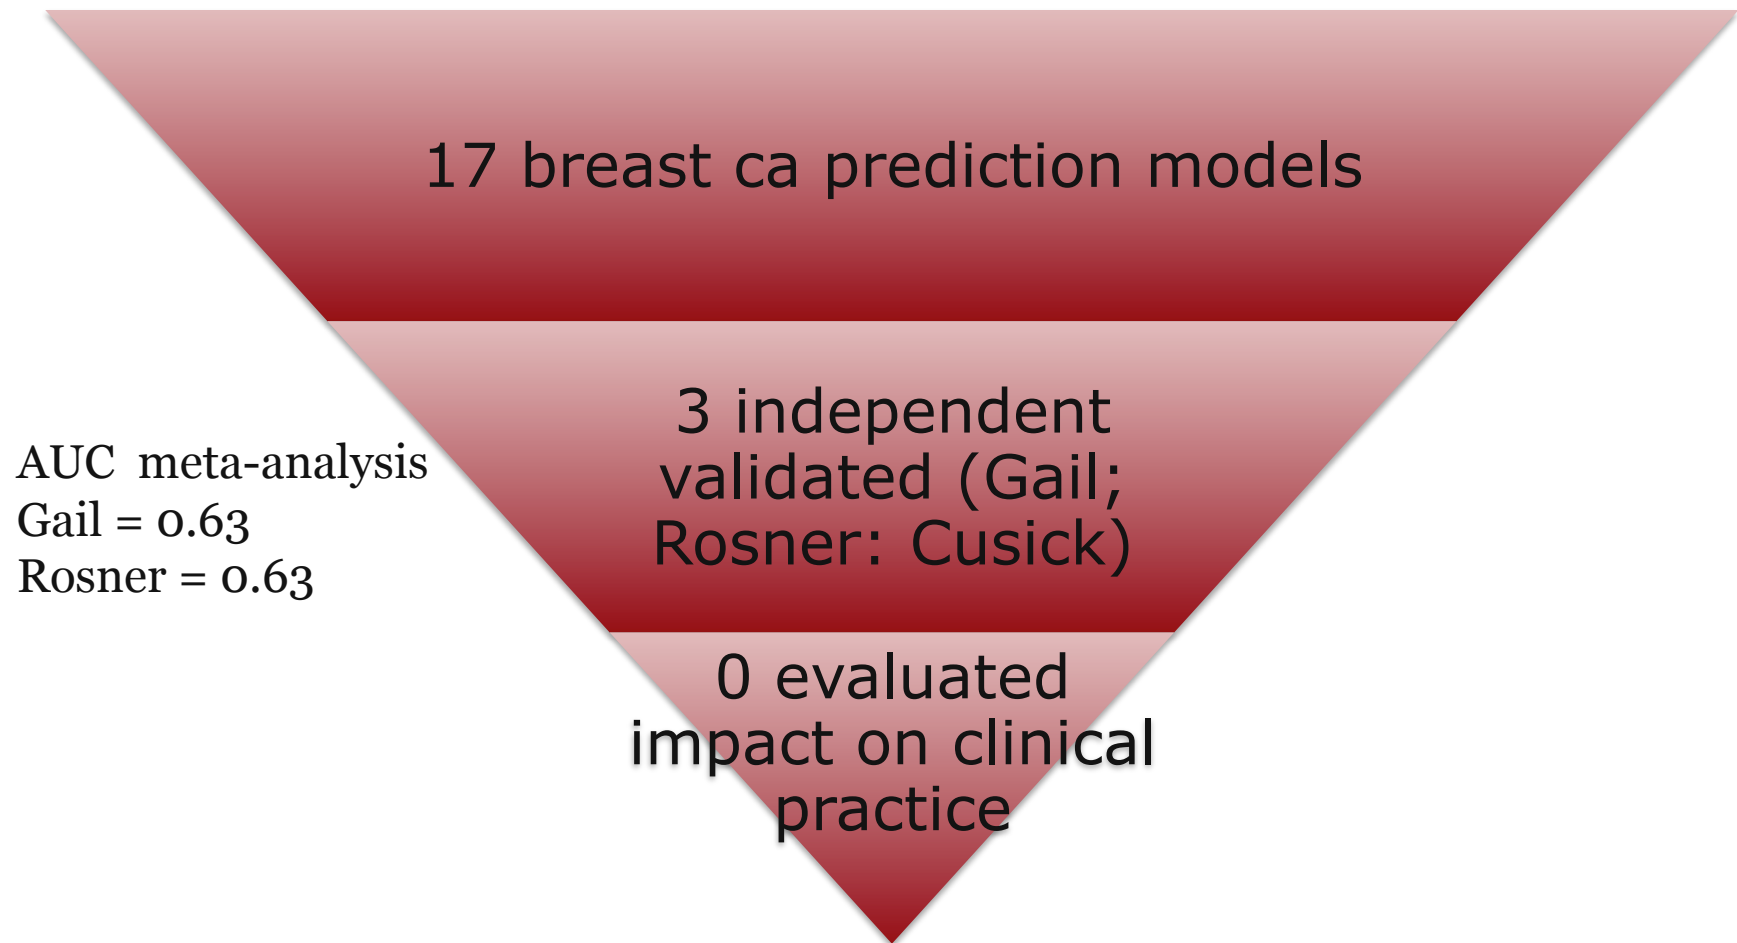 17 breast ca prediction models
3 independent
validated (Gail;
Rosner: Cusick)
AUC meta-analysis
Gail = 0.63
Rosner = 0.63
0 evaluated
impact on clinical
practice